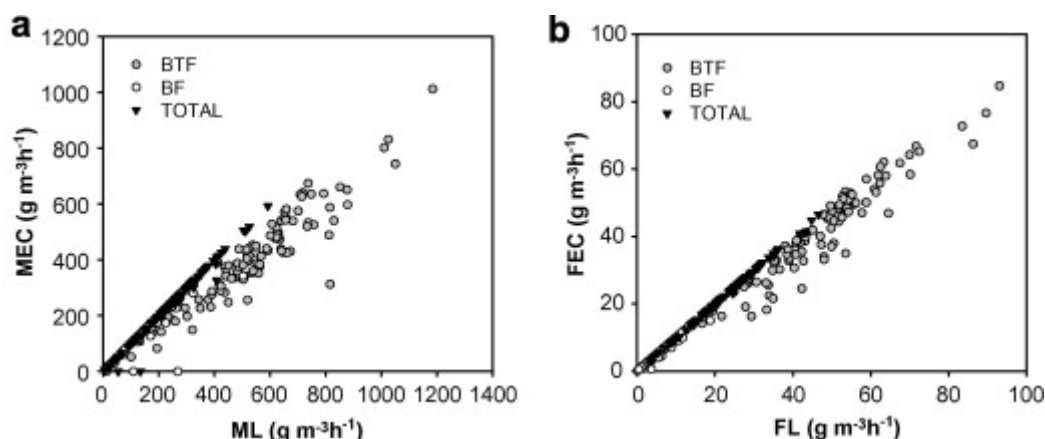 a
1200
1000
800
600
400
200
0
BTF
BF
TOTAL
MEC (g m⁻³h⁻¹)
0 200 400 600 800 1000 1200 1400
ML (g m⁻³h⁻¹)
b
100
80
60
40
20
0
BTF
BF
TOTAL
FEC (g m⁻³h⁻¹)
0 20 40 60 80 100
FL (g m⁻³h⁻¹)